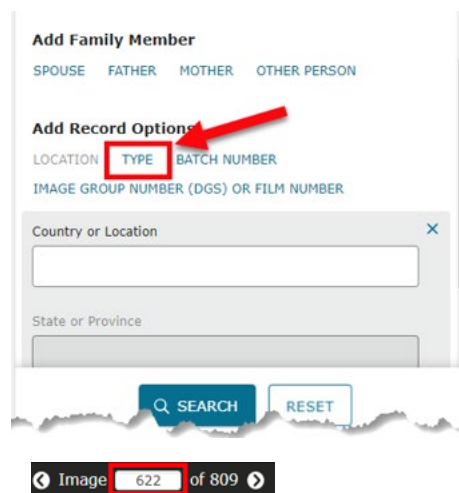 Add Family Member
SPOUSE FATHER MOTHER OTHER PERSON
Add Record Options
LOCATION TYPE BATCH NUMBER
IMAGE GROUP NUMBER (DGS) OR FILM NUMBER
Country or Location
State or Province
SEARCH RESET
Image 622 of 809